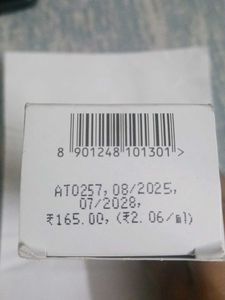 8 901248 101301 >
AT0257, 08/2025,
07/2028,
₹165.00, (₹2.06/ml)